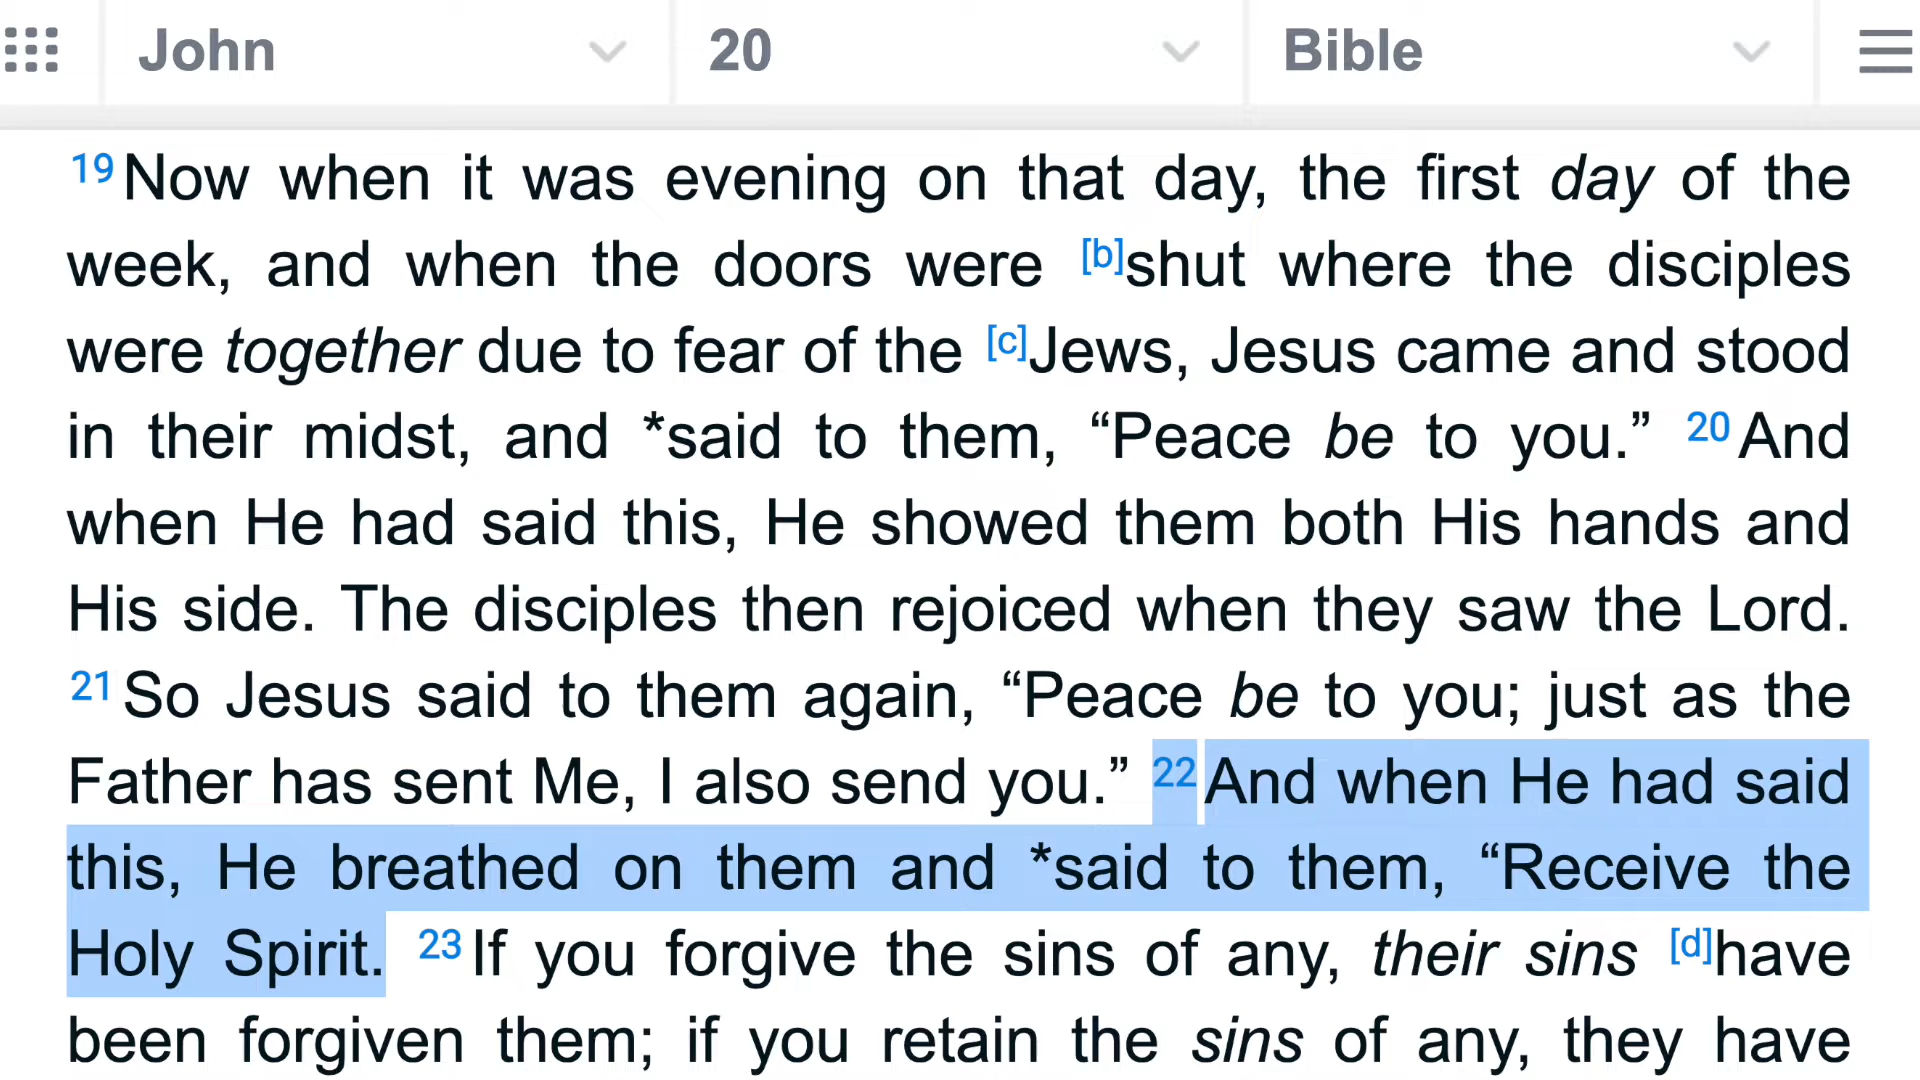 John 20 Bible
19 Now when it was evening on that day, the first day of the
week, and when the doors were [b]shut where the disciples
were together due to fear of the [c]Jews, Jesus came and stood
in their midst, and *said to them, “Peace be to you.” 20 And
when He had said this, He showed them both His hands and
His side. The disciples then rejoiced when they saw the Lord.
21 So Jesus said to them again, “Peace be to you; just as the
Father has sent Me, I also send you.” 22 And when He had said
this, He breathed on them and *said to them, “Receive the
Holy Spirit. 23 If you forgive the sins of any, their sins [d]have
been forgiven them; if you retain the sins of any, they have